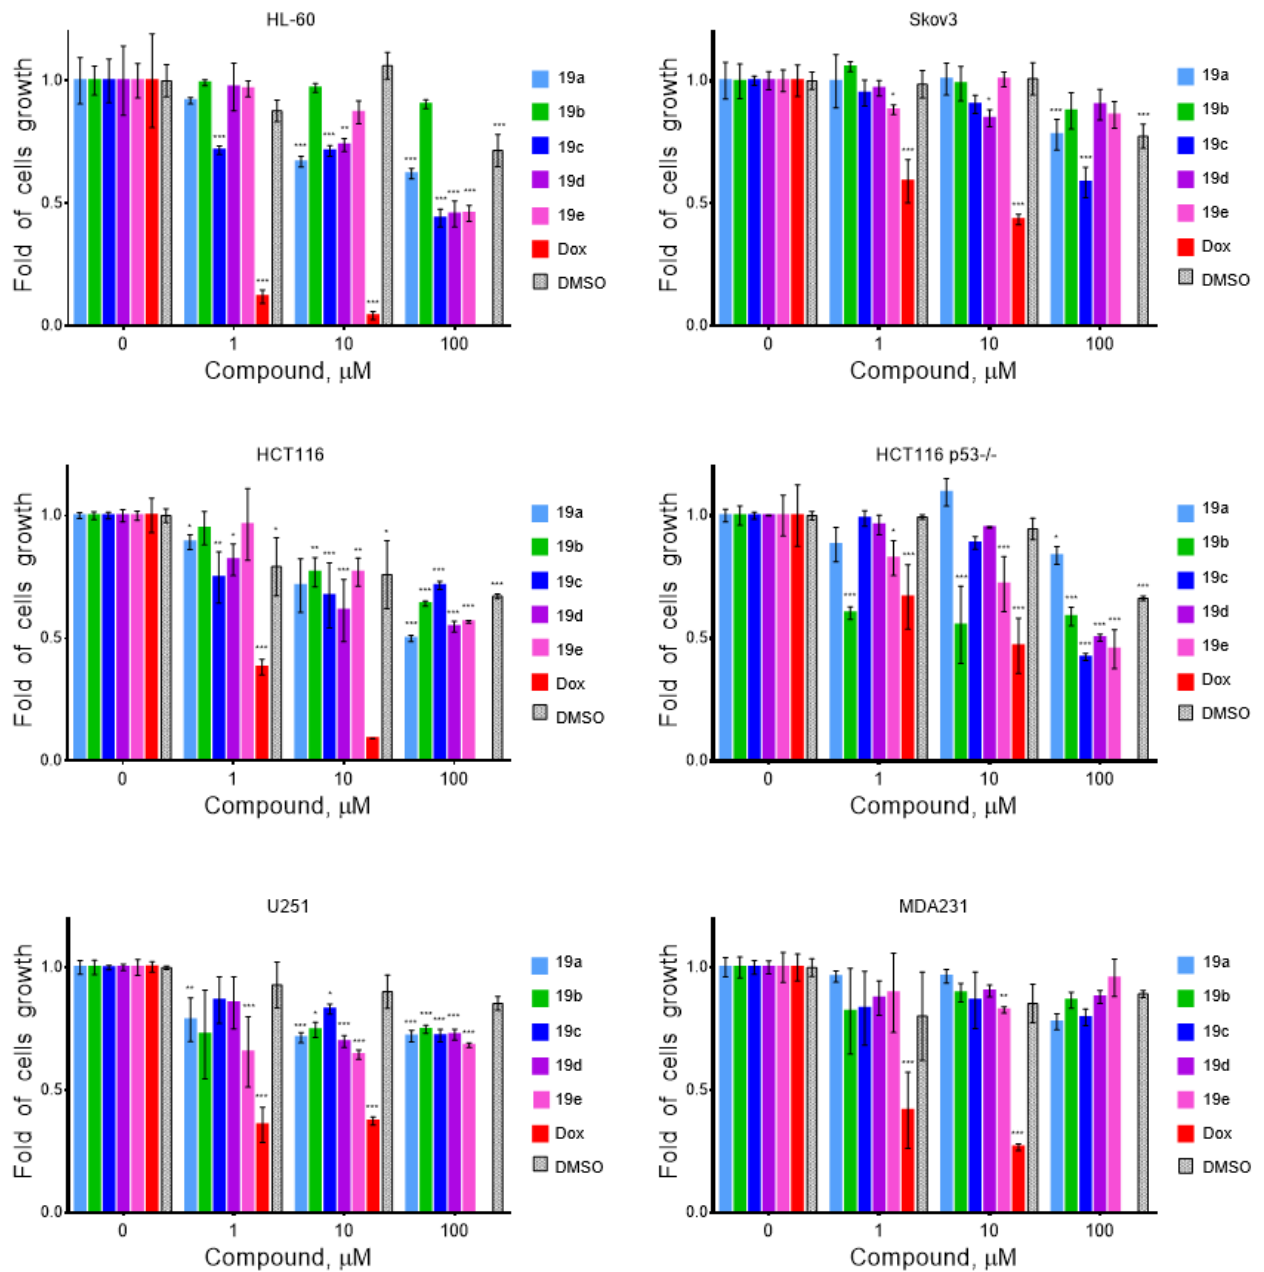 HL-60
Fold of cells growth
1.0
0.5
0.0
*** *** *** ** *** *** *** *** *** *** ***
0 1 10 100
Compound, μM
19a
19b
19c
19d
19e
Dox
DMSO
Skov3
Fold of cells growth
1.0
0.5
0.0
* *** * *** *** *** ***
0 1 10 100
Compound, μM
19a
19b
19c
19d
19e
Dox
DMSO
HCT116
Fold of cells growth
1.0
0.5
0.0
* ** * *** * ** *** *** ** * *** *** *** *** *** ***
0 1 10 100
Compound, μM
19a
19b
19c
19d
19e
Dox
DMSO
HCT116 p53-/-
Fold of cells growth
1.0
0.5
0.0
*** * *** *** *** *** * *** *** *** *** ***
0 1 10 100
Compound, μM
19a
19b
19c
19d
19e
Dox
DMSO
U251
Fold of cells growth
1.0
0.5
0.0
** *** *** *** * * *** *** *** *** *** *** *** ***
0 1 10 100
Compound, μM
19a
19b
19c
19d
19e
Dox
DMSO
MDA231
Fold of cells growth
1.0
0.5
0.0
*** ** ***
0 1 10 100
Compound, μM
19a
19b
19c
19d
19e
Dox
DMSO